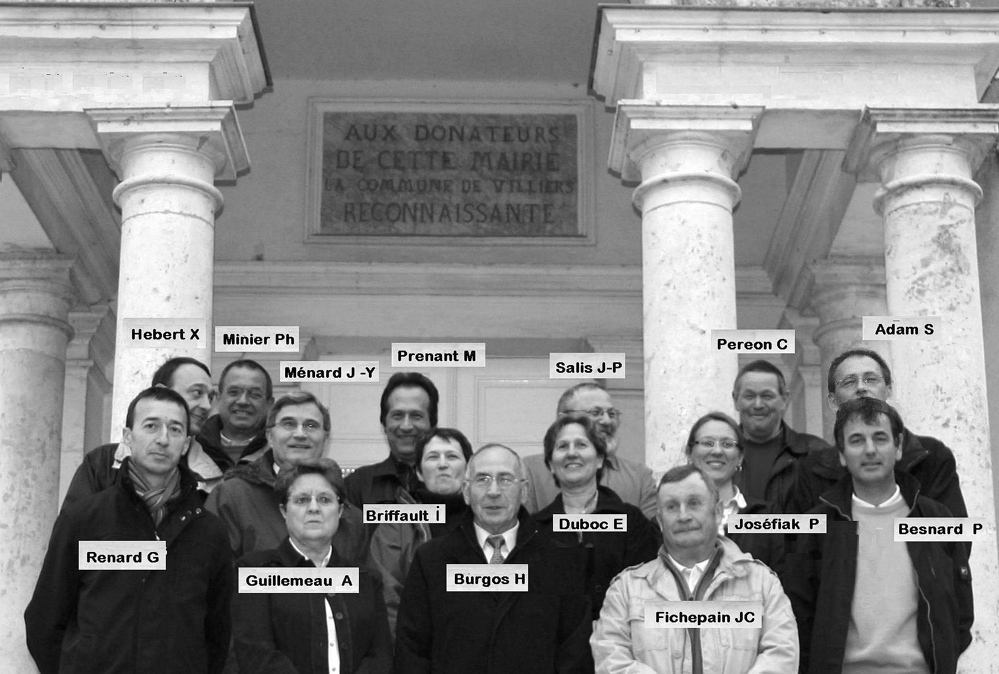 AUX DONATEURS
DE CETTE MAIRIE
LA COMMUNE DE VILLIERS
RECONNAISSANTE
Hebert X
Minier Ph
Ménard J -Y
Prenant M
Salis J-P
Pereon C
Adam S
Briffault i
Duboc E
Joséfiak P
Besnard P
Renard G
Guillemeau A
Burgos H
Fichepain JC